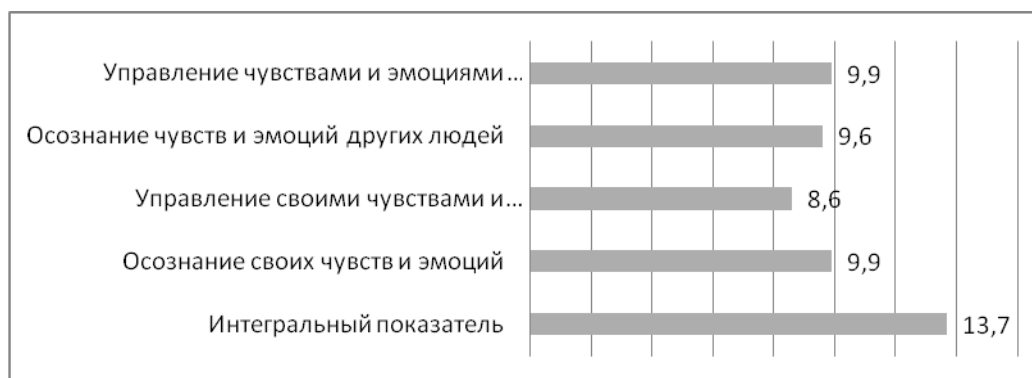 Управление чувствами и эмоциями... 9,9
Осознание чувств и эмоций других людей 9,6
Управление своими чувствами и... 8,6
Осознание своих чувств и эмоций 9,9
Интегральный показатель 13,7